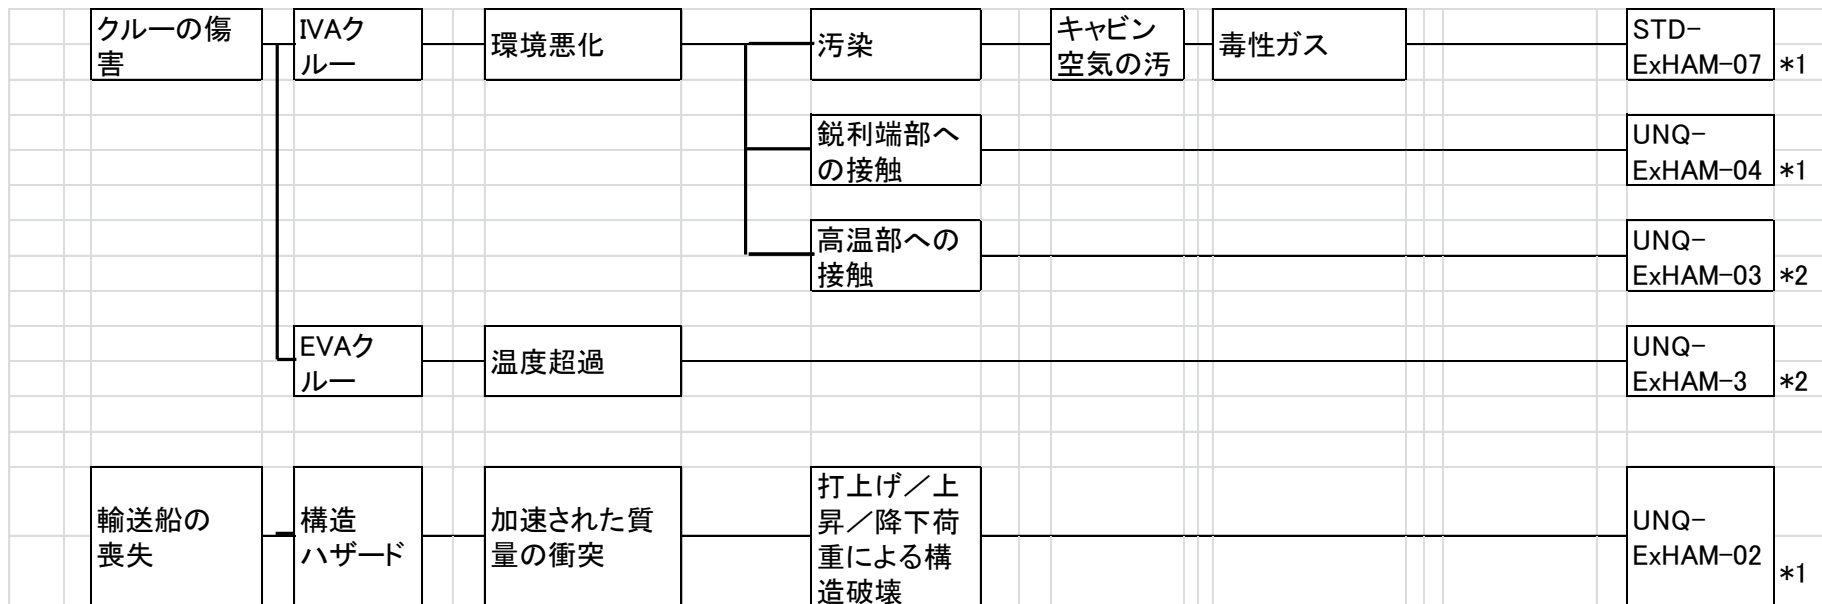 クルーの傷
害
IVAク
ルー
環境悪化
汚染
キャビン
空気の汚
毒性ガス
STD-
ExHAM-07
*1
鋭利端部へ
の接触
UNQ-
ExHAM-04
*1
高温部への
接触
UNQ-
ExHAM-03
*2
EVAク
ルー
温度超過
UNQ-
ExHAM-3
*2
輸送船の
喪失
構造
ハザード
加速された質
量の衝突
打上げ／上
昇／降下荷
重による構
造破壊
UNQ-
ExHAM-02
*1